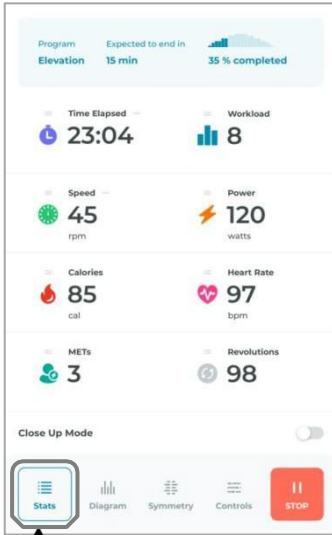 Program Expected to end in
Elevation 15 min 35 % completed
Time Elapsed Workload
23:04 8
Speed Power
45 120
rpm watts
Calories Heart Rate
85 97
cal bpm
METs Revolutions
3 98
Close Up Mode
Stats Diagram Symmetry Controls STOP